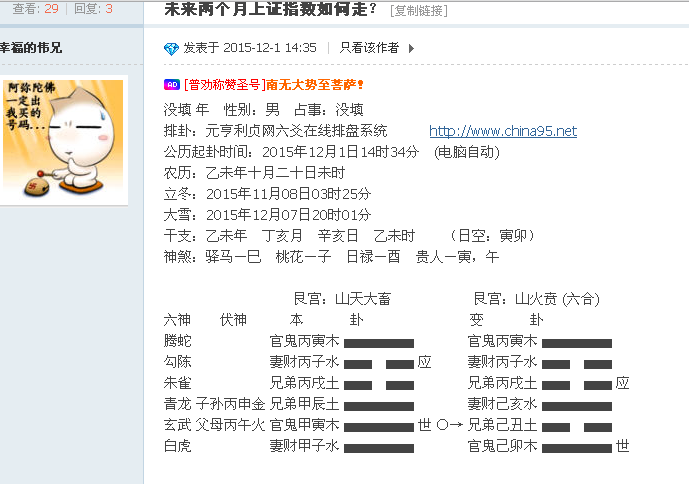 查看: 29 | 回复: 3
未来两个月上证指数如何走? [复制链接]
幸福的伟兄
发表于 2015-12-1 14:35 | 只看该作者
阿弥陀佛
一定出
我买的
号码...
AD [普劝称赞圣号]南无大势至菩萨!
没填 年 性别: 男 占事: 没填
排卦: 元亨利贞网六爻在线排盘系统 http://www.china95.net
公历起卦时间: 2015年12月1日14时34分 (电脑自动)
农历: 乙未年十月二十日未时
立冬: 2015年11月08日03时25分
大雪: 2015年12月07日20时01分
干支: 乙未年 丁亥月 辛亥日 乙未时 (日空: 寅卯)
神煞: 驿马—巳 桃花—子 日禄—酉 贵人—寅,午
艮宫: 山天大畜 艮宫: 山火贲 (六合)
六神 伏神 本 卦 变 卦
腾蛇 官鬼丙寅木 官鬼丙寅木
勾陈 妻财丙子水 应 妻财丙子水
朱雀 兄弟丙戌土 兄弟丙戌土 应
青龙 子孙丙申金 兄弟甲辰土 妻财己亥水
玄武 父母丙午火 官鬼甲寅木 世 ○→ 兄弟己丑土
白虎 妻财甲子水 官鬼己卯木 世